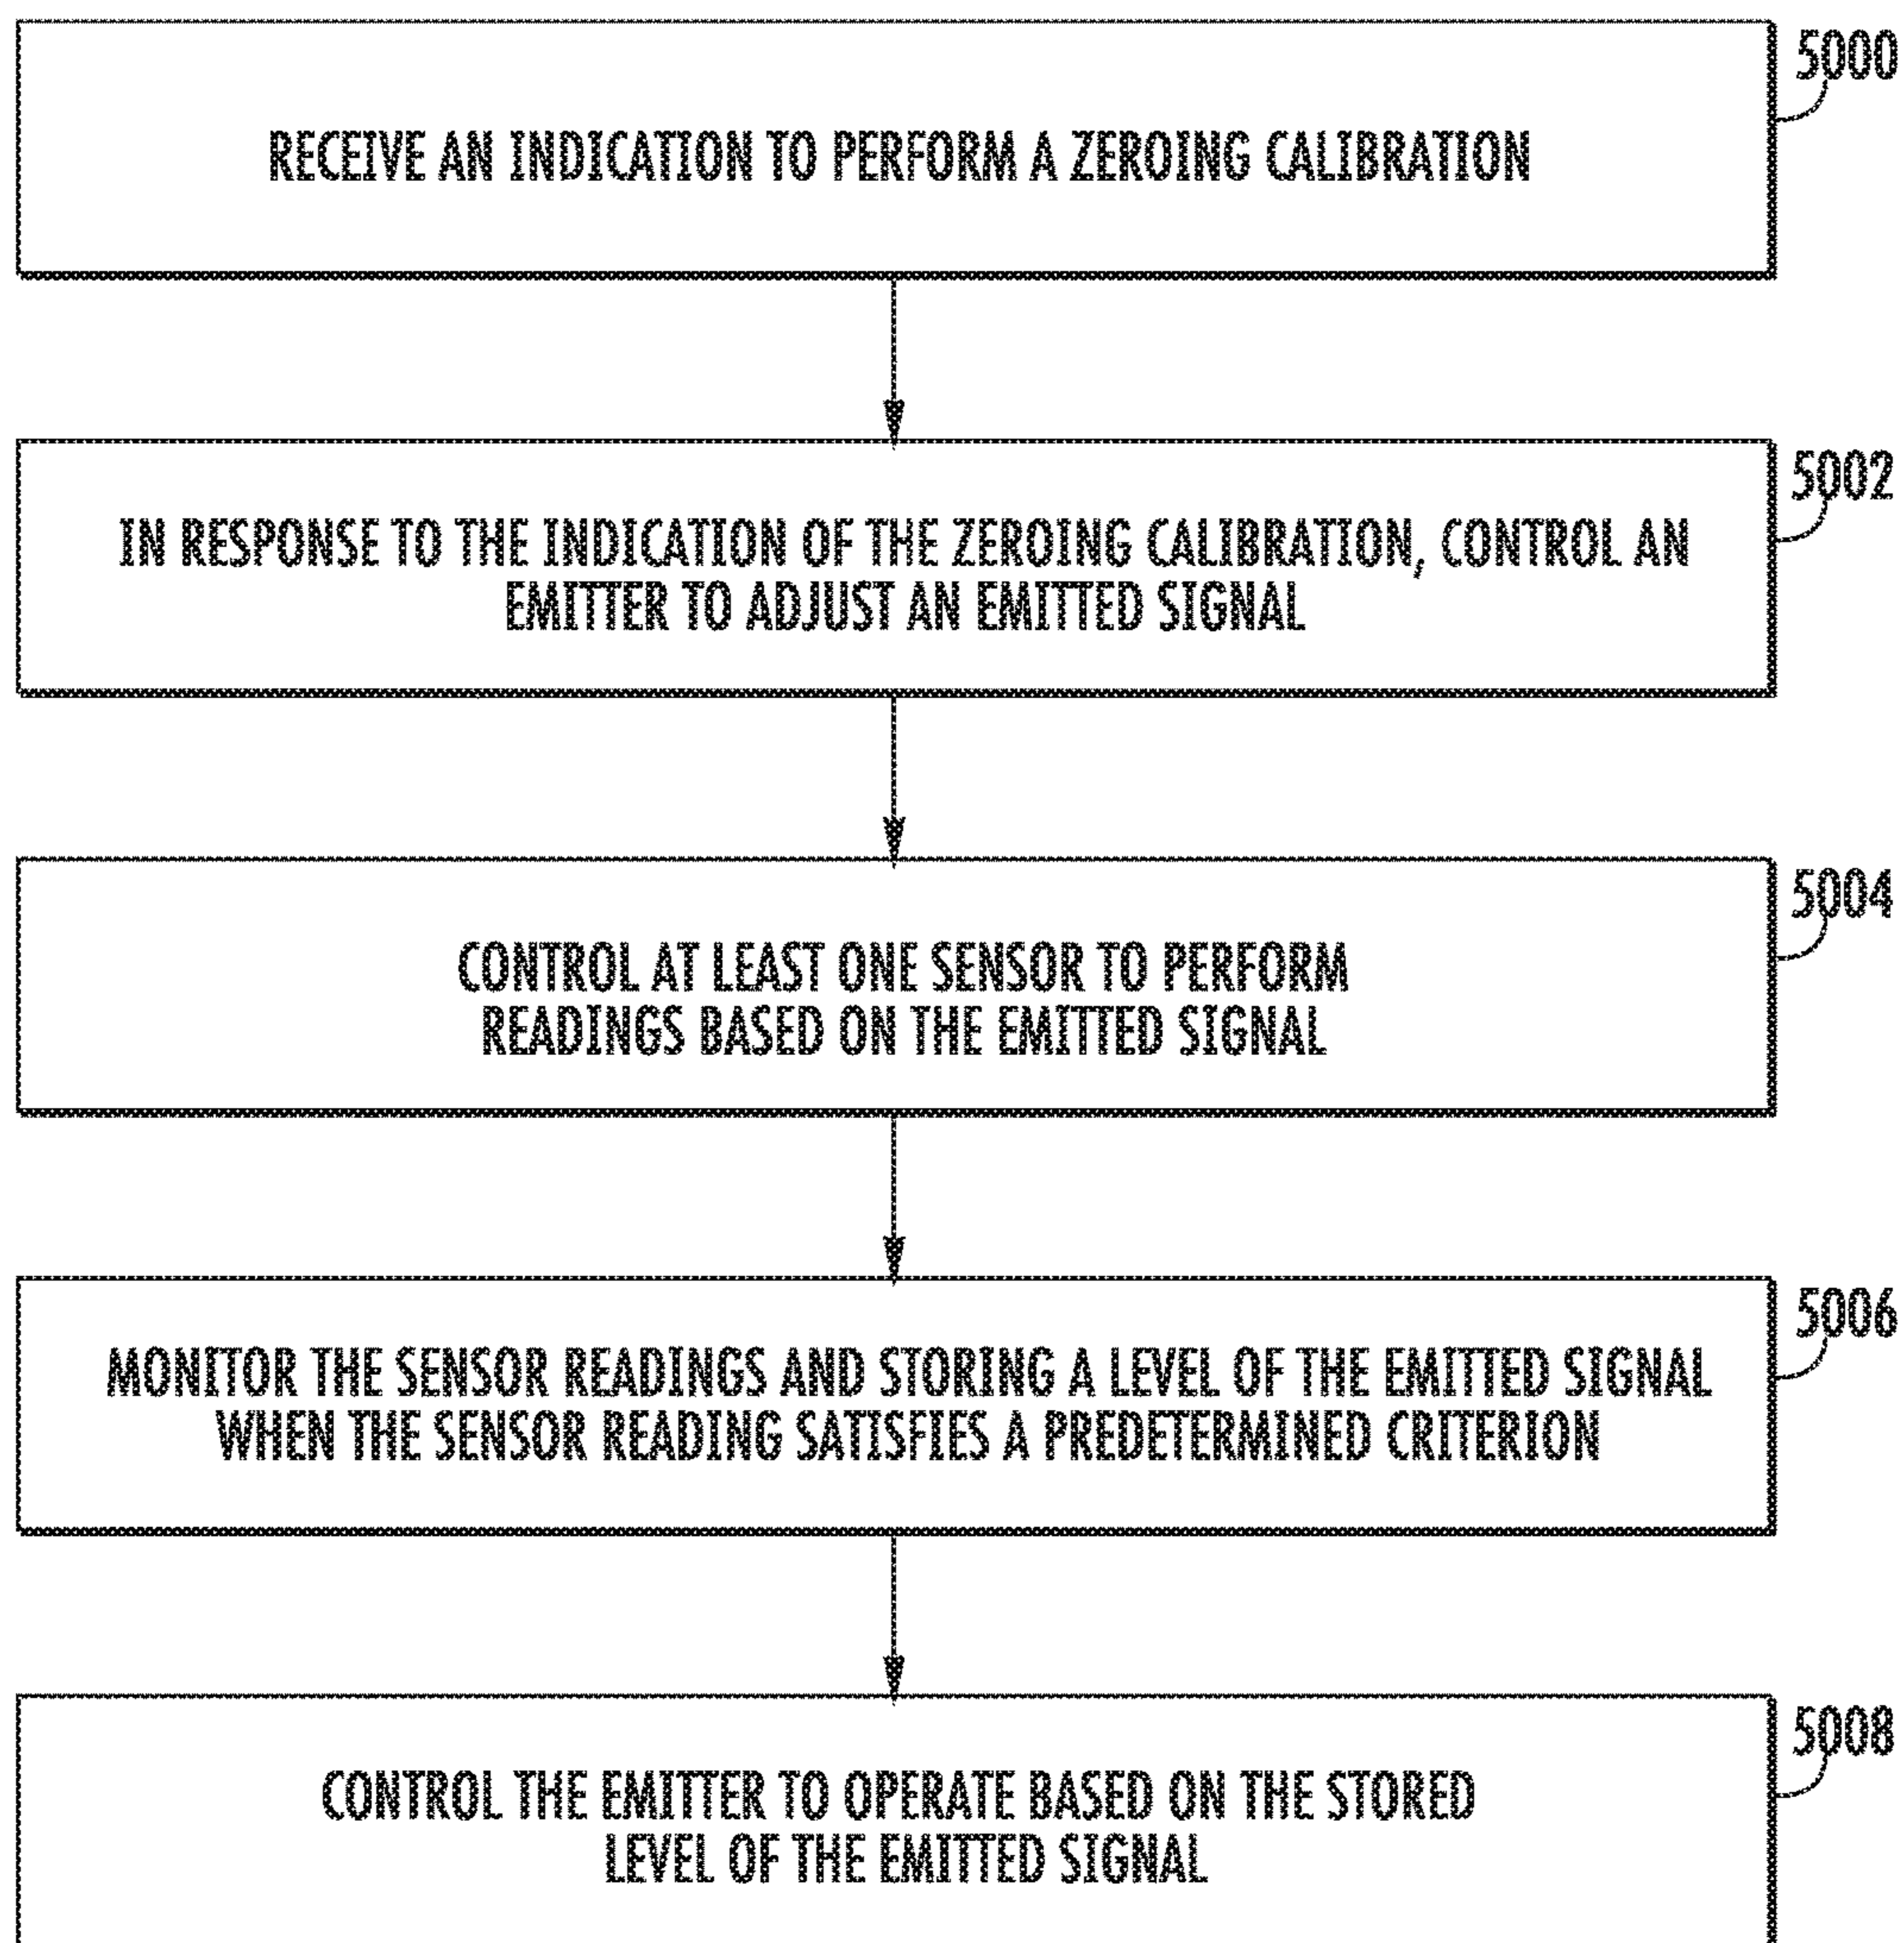 5000
RECEIVE AN INDICATION TO PERFORM A ZEROING CALIBRATION
5002
IN RESPONSE TO THE INDICATION OF THE ZEROING CALIBRATION, CONTROL AN
EMITTER TO ADJUST AN EMITTED SIGNAL
5004
CONTROL AT LEAST ONE SENSOR TO PERFORM
READINGS BASED ON THE EMITTED SIGNAL
5006
MONITOR THE SENSOR READINGS AND STORING A LEVEL OF THE EMITTED SIGNAL
WHEN THE SENSOR READING SATISFIES A PREDETERMINED CRITERION
5008
CONTROL THE EMITTER TO OPERATE BASED ON THE STORED
LEVEL OF THE EMITTED SIGNAL